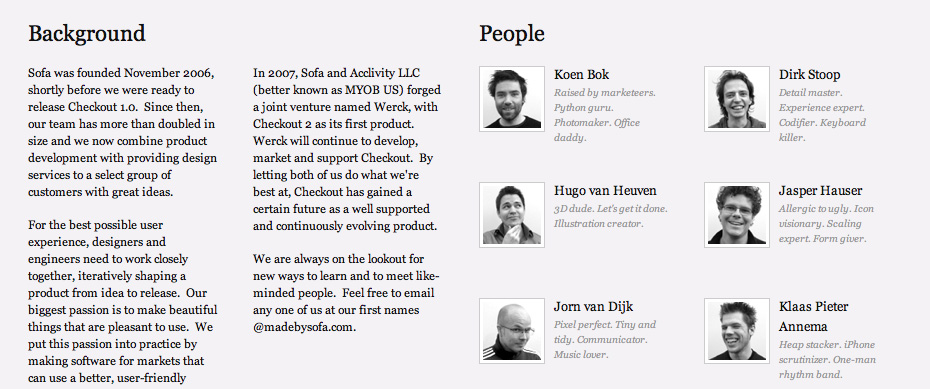 Background
Sofa was founded November 2006,
shortly before we were ready to
release Checkout 1.0. Since then,
our team has more than doubled in
size and we now combine product
development with providing design
services to a select group of
customers with great ideas.
For the best possible user
experience, designers and
engineers need to work closely
together, iteratively shaping a
product from idea to release. Our
biggest passion is to make beautiful
things that are pleasant to use. We
put this passion into practice by
making software for markets that
can use a better, user-friendly
In 2007, Sofa and Acclivity LLC
(better known as MYOB US) forged
a joint venture named Werck, with
Checkout 2 as its first product.
Werck will continue to develop,
market and support Checkout. By
letting both of us do what we're
best at, Checkout has gained a
certain future as a well supported
and continuously evolving product.
We are always on the lookout for
new ways to learn and to meet like-
minded people. Feel free to email
any one of us at our first names
@madebysofa.com.
People
Koen Bok
Raised by marketeers.
Python guru.
Photomaker. Office
daddy.
Dirk Stoop
Detail master.
Experience expert.
Codifier. Keyboard
killer.
Hugo van Heuven
3D dude. Let's get it done.
Illustration creator.
Jasper Hauser
Allergic to ugly. Icon
visionary. Scaling
expert. Form giver.
Jorn van Dijk
Pixel perfect. Tiny and
tidy. Communicator.
Music lover.
Klaas Pieter
Annema
Heap stacker. iPhone
scrutinizer. One-man
rhythm band.